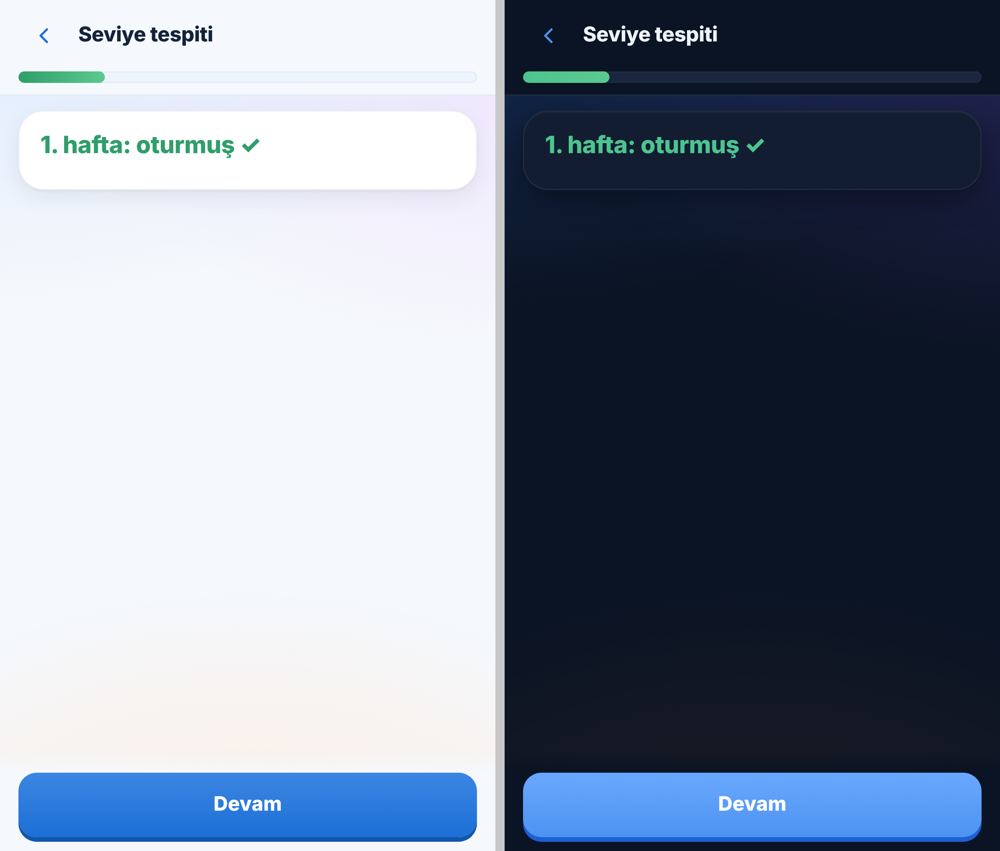 Seviye tespiti
1. hafta: oturmuş ✓
Devam
Seviye tespiti
1. hafta: oturmuş ✓
Devam